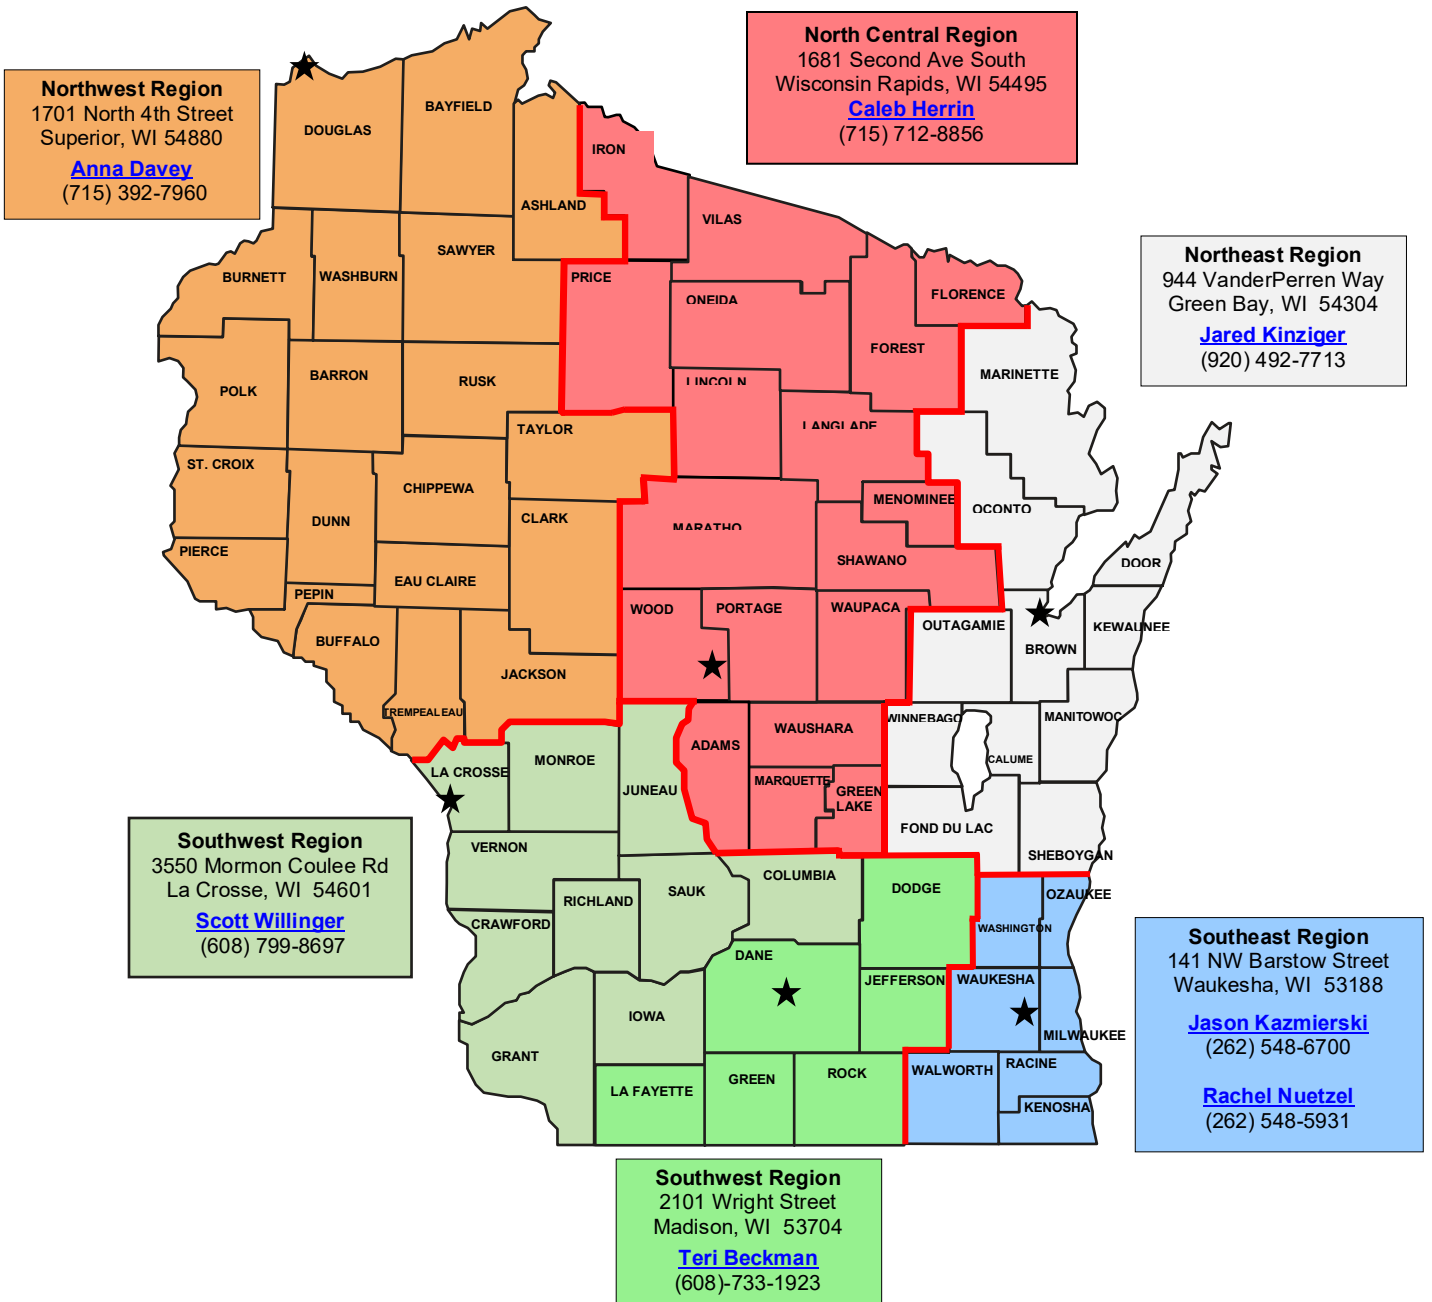 North Central Region
1681 Second Ave South
Wisconsin Rapids, WI 54495
Caleb Herrin
(715) 712-8856
Northwest Region
1701 North 4th Street
Superior, WI 54880
Anna Davey
(715) 392-7960
Northeast Region
944 VanderPerren Way
Green Bay, WI 54304
Jared Kinziger
(920) 492-7713
DOUGLAS
BAYFIELD
IRON
ASHLAND
VILAS
SAWYER
BURNETT
WASHBURN
PRICE
ONEIDA
FLORENCE
FOREST
MARINETTE
POLK
BARRON
RUSK
LINCOLN
TAYLOR
LANGLADE
ST. CROIX
CHIPPEWA
MENOMINEE
OCONTO
DUNN
CLARK
MARATHO
PIERCE
SHAWANO
DOOR
EAU CLAIRE
PEPIN
WOOD
PORTAGE
WAUPACA
OUTAGAMIE
KEWAUNEE
BUFFALO
BROWN
JACKSON
TREMPEALEAU
WINNEBAGO
MANITOWOC
WAUSHARA
ADAMS
MONROE
CALUME
LA CROSSE
JUNEAU
MARQUETTE
GREEN
LAKE
FOND DU LAC
VERNON
SHEBOYGAN
COLUMBIA
DODGE
SAUK
RICHLAND
OZAUKEE
CRAWFORD
WASHINGTON
DANE
JEFFERSON
WAUKESHA
IOWA
MILWAUKEE
GRANT
WALWORTH
RACINE
ROCK
GREEN
LA FAYETTE
KENOSHA
Southwest Region
3550 Mormon Coulee Rd
La Crosse, WI 54601
Scott Willinger
(608) 799-8697
Southeast Region
141 NW Barstow Street
Waukesha, WI 53188
Jason Kazmierski
(262) 548-6700
Rachel Nuetzel
(262) 548-5931
Southwest Region
2101 Wright Street
Madison, WI 53704
Teri Beckman
(608)-733-1923